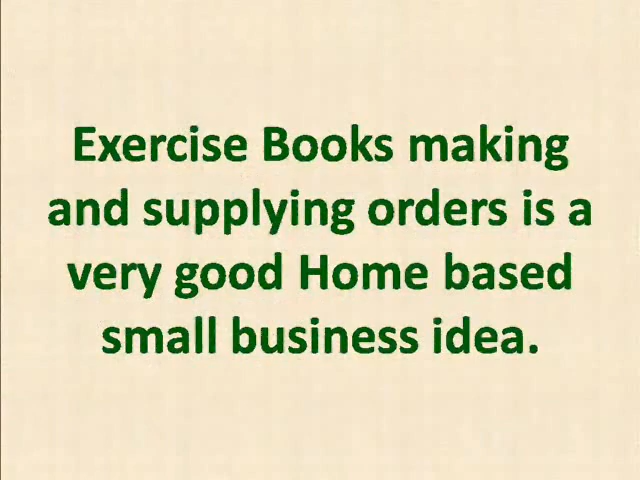 Exercise Books making
and supplying orders is a
very good Home based
small business idea.